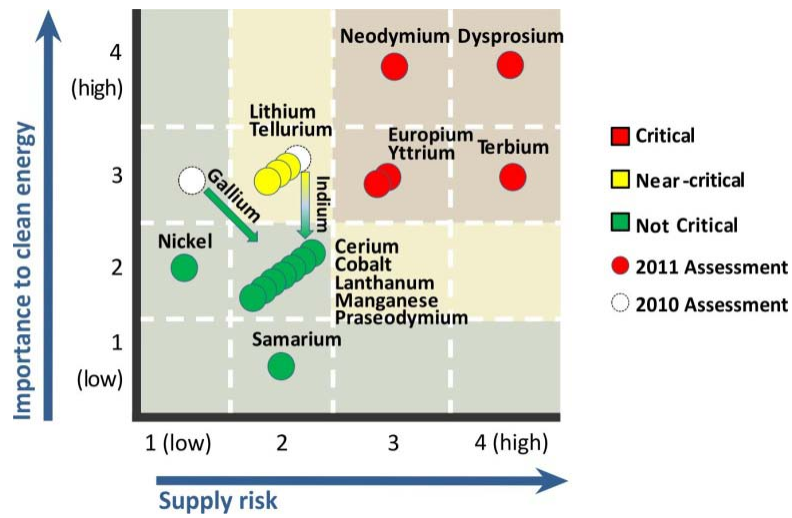 Importance to clean energy
4
(high)
3
2
1
(low)
Neodymium
Dysprosium
Lithium
Tellurium
Europium
Yttrium
Terbium
Gallium
Indium
Nickel
Cerium
Cobalt
Lanthanum
Manganese
Praseodymium
Samarium
1 (low)
2
3
4 (high)
Supply risk
Critical
Near-critical
Not Critical
2011 Assessment
2010 Assessment